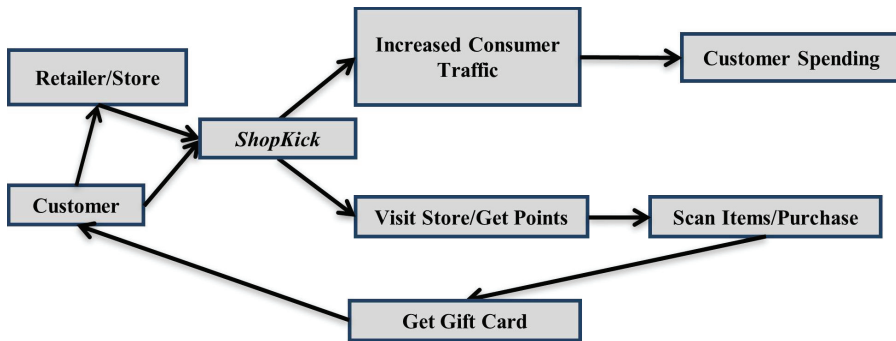 Increased Consumer
Traffic
Customer Spending
Retailer/Store
ShopKick
Customer
Visit Store/Get Points
Scan Items/Purchase
Get Gift Card